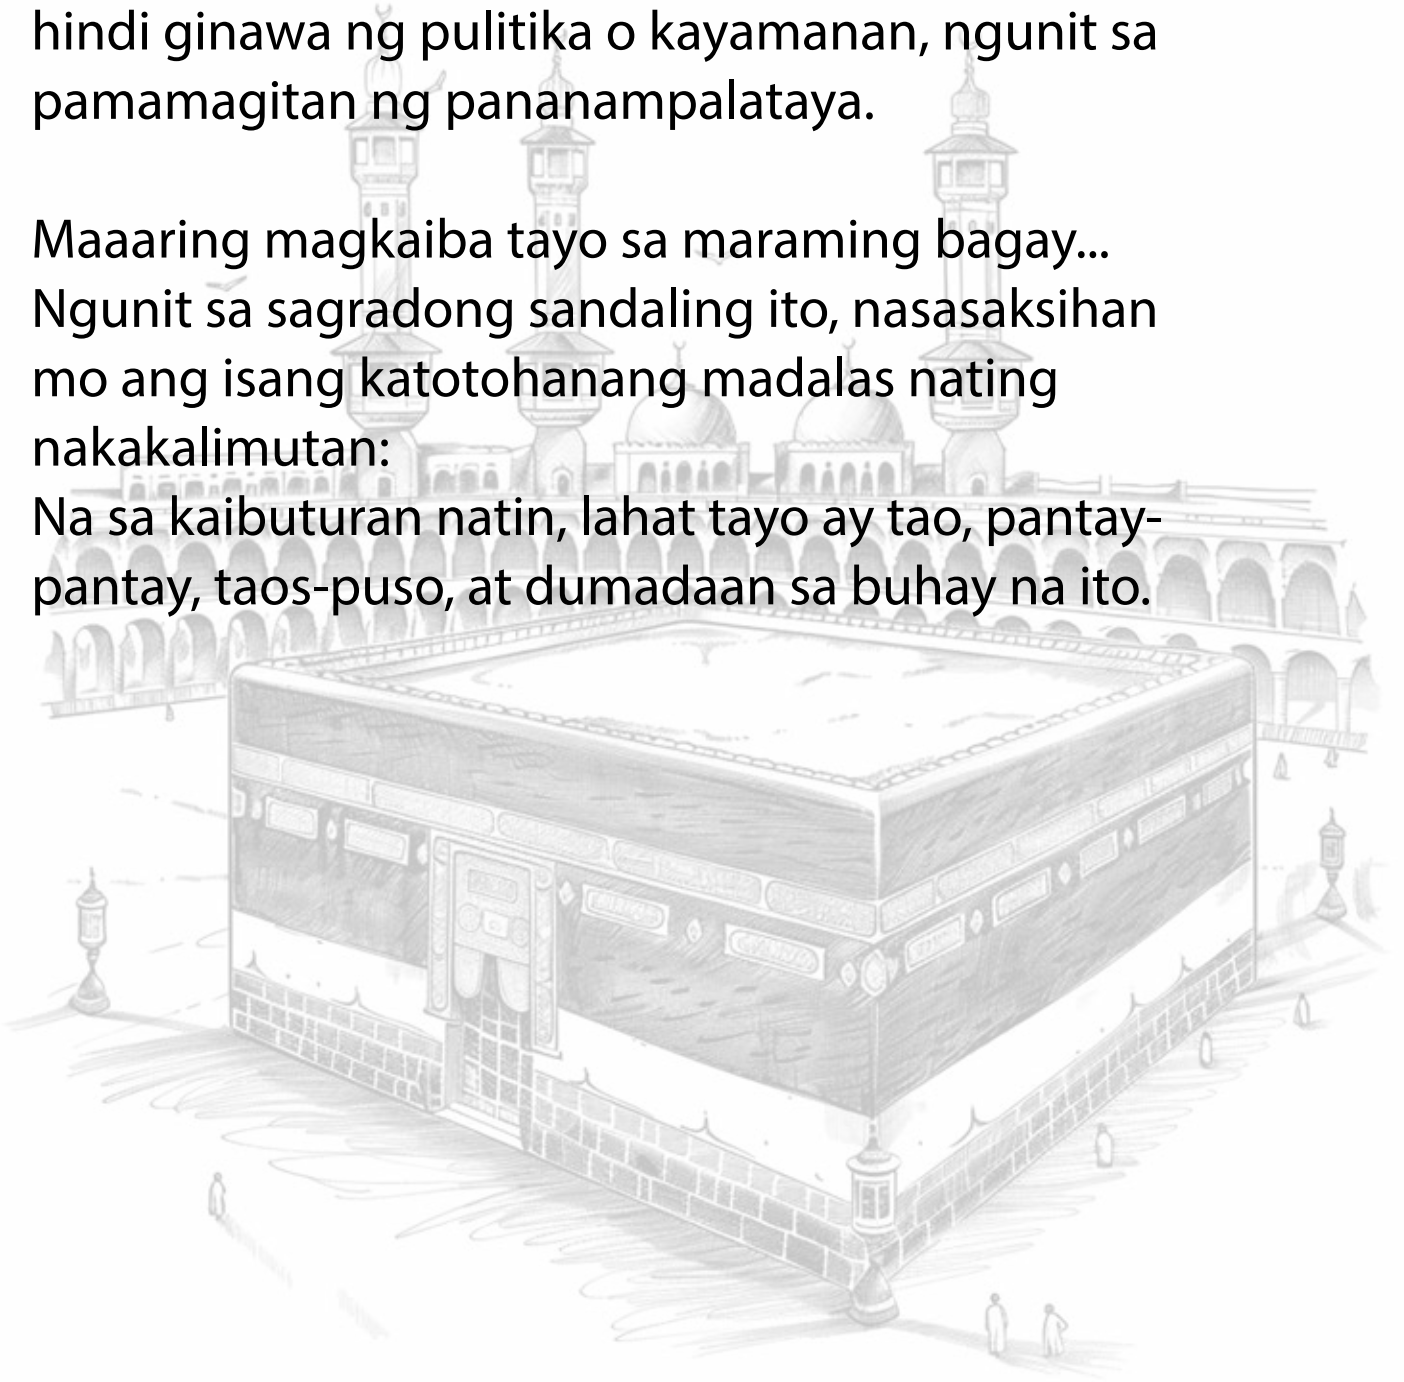 hindi ginawa ng pulitika o kayamanan, ngunit sa
pamamagitan ng pananampalataya.
Maaaring magkaiba tayo sa maraming bagay...
Ngunit sa sagradong sandaling ito, nasasaksihan
mo ang isang katotohanang madalas nating
nakakalimutan:
Na sa kaibuturan natin, lahat tayo ay tao, pantay-
pantay, taos-puso, at dumadaan sa buhay na ito.